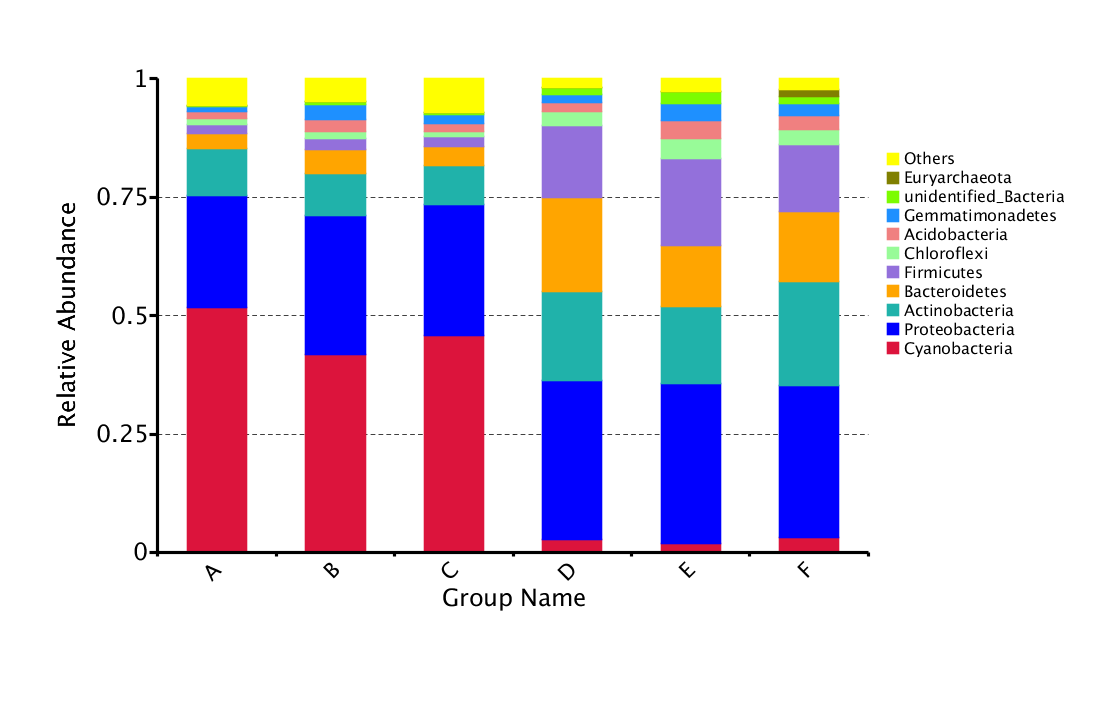 1
0.75
0.5
0.25
0
Relative Abundance
A
B
C
D
E
F
Group Name
Others
Euryarchaeota
unidentified_Bacteria
Gemmatimonadetes
Acidobacteria
Chloroflexi
Firmicutes
Bacteroidetes
Actinobacteria
Proteobacteria
Cyanobacteria